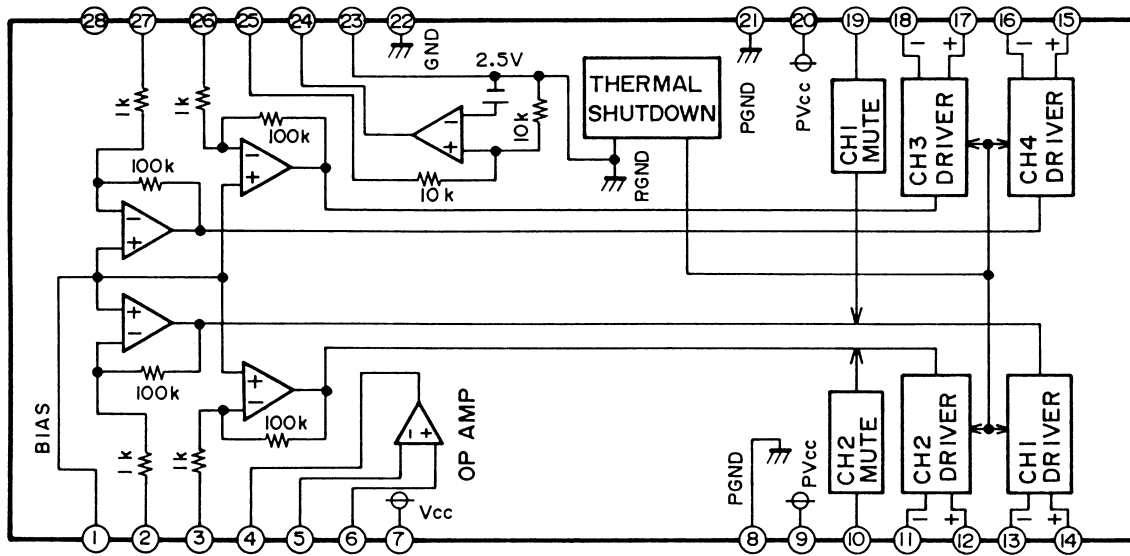 28 27 26 25 24 23 22 21 20 19 18 17 16 15
GND
2.5V
1k
1k
100k
10k
THERMAL
SHUTDOWN
PGND
PVcc
CH1
MUTE
- +
CH3
DRIVER
- +
CH4
DRIVER
- +
100k
- +
10k
RGND
- +
+ -
100k
+ -
100k
BIAS
1k
1k
- +
OP AMP
Vcc
PGND
PVcc
CH2
MUTE
CH2
DRIVER
- +
CH1
DRIVER
- +
1 2 3 4 5 6 7 8 9 10 11 12 13 14